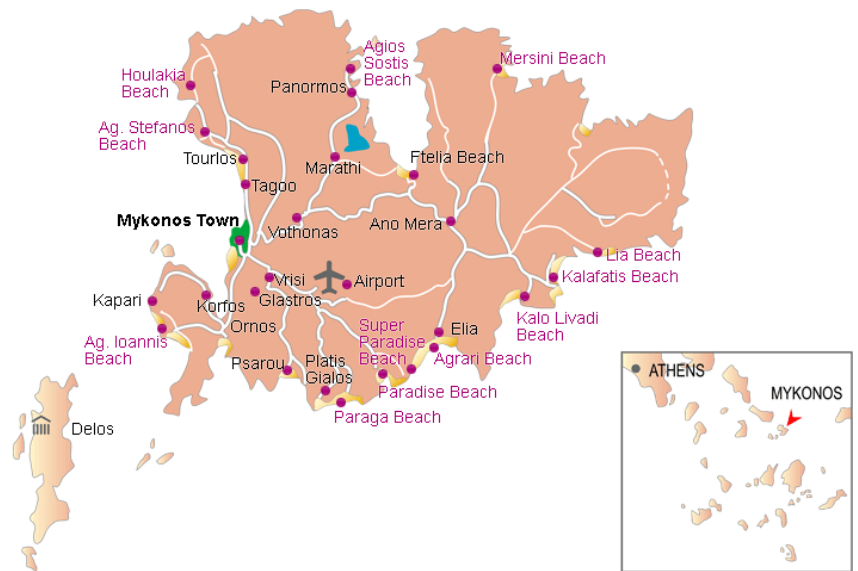 Agios
Sostis
Beach
Mersini Beach
Houlakia
Beach
Panormos
Ag. Stefanos
Beach
Tourlos
Marathi
Ftelia Beach
Tagoo
Mykonos Town
Vothonas
Ano Mera
Lia Beach
Vrisi
Airport
Kalafatis Beach
Kapari
Korfos
Glastros
Kalo Livadi
Beach
Ornos
Super
Paradise
Beach
Elia
Ag. Ioannis
Beach
Psarou
Platis
Gialos
Agrari Beach
Paradise Beach
Paraga Beach
Delos
ATHENS
MYKONOS